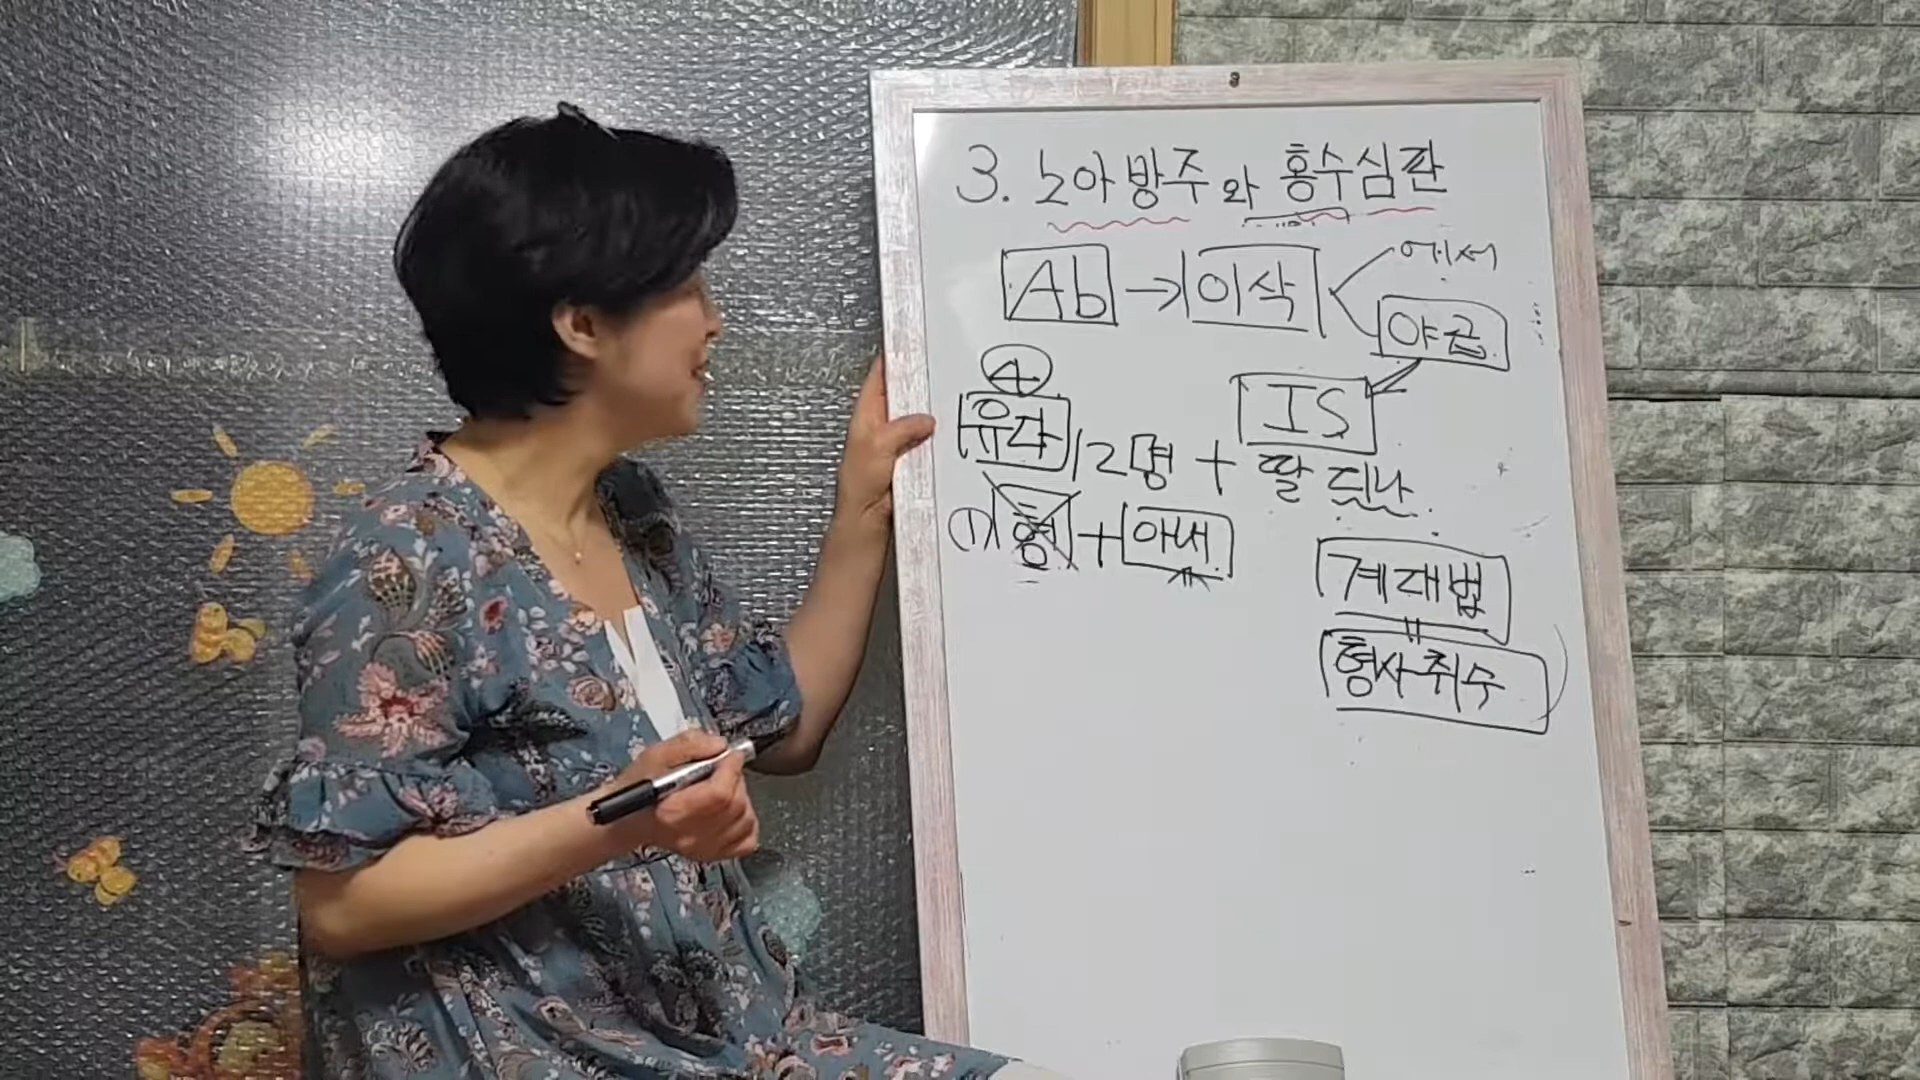 3. 노아방주와 홍수심판
Ab → 이삭 < 에서
야곱
④
유다 12명 + IS
딸 디나
① 형 + 아내
계대법
=
형사취수